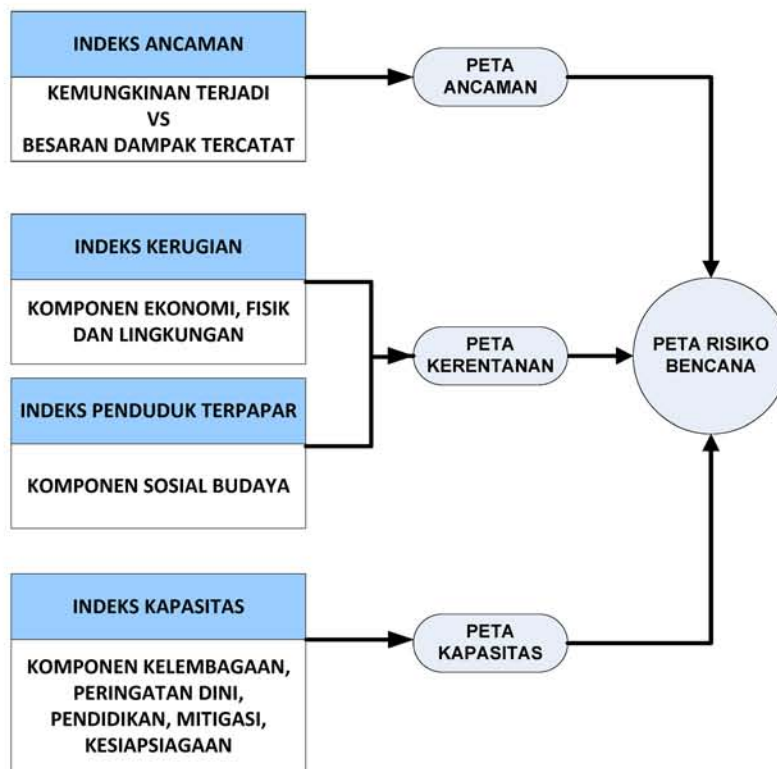 INDEKS ANCAMAN
KEMUNGKINAN TERJADI
VS
BESARAN DAMPAK TERCATAT
PETA
ANCAMAN
INDEKS KERUGIAN
KOMPONEN EKONOMI, FISIK
DAN LINGKUNGAN
INDEKS PENDUDUK TERPAPAR
KOMPONEN SOSIAL BUDAYA
PETA
KERENTANAN
PETA RISIKO
BENCANA
INDEKS KAPASITAS
KOMPONEN KELEMBAGAAN,
PERINGATAN DINI,
PENDIDIKAN, MITIGASI,
KESIAPSIAGAAN
PETA
KAPASITAS